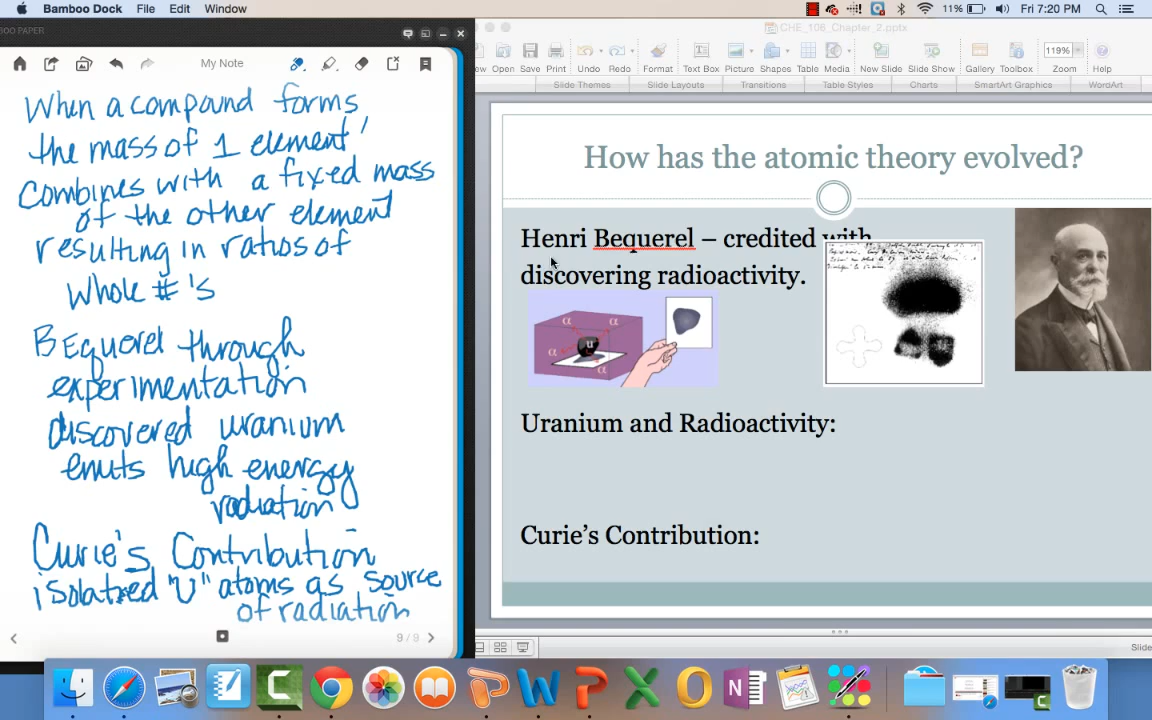 Bamboo Dock File Edit Window
11% Fri 7:20 PM
BOO PAPER
My Note
When a compound forms,
the mass of 1 element
combines with a fixed mass
of the other element
resulting in ratios of
Whole #'s
BEquerel through
experimentation
discovered uranium
emits high energy
radiation
Curie's Contribution
isolated "U" atoms as source
of radiation
9/9
CHE_106_Chapter_2.pptx
Open Save Print Undo Redo Format Text Box Picture Shapes Table Media New Slide Slide Show Gallery Toolbox Zoom Help
119%
Slide Themes Slide Layouts Transitions Table Styles Charts SmartArt Graphics WordArt
How has the atomic theory evolved?
Henri Bequerel – credited with
discovering radioactivity.
α α
α u
α
Uranium and Radioactivity:
Curie's Contribution:
Slide